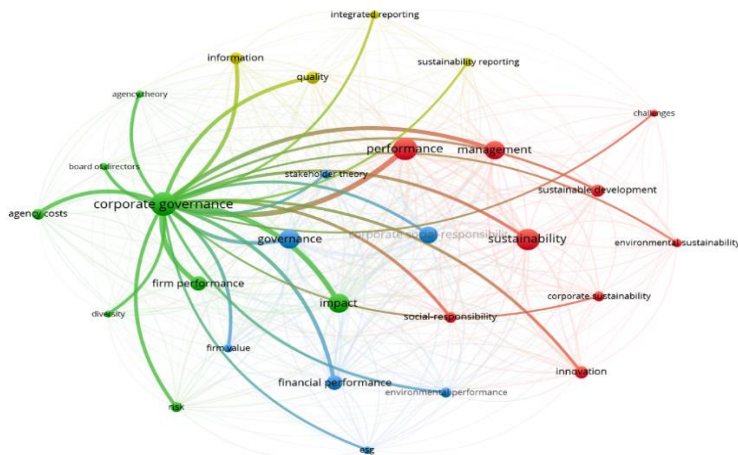 integrated reporting
information
sustainability reporting
quality
agency theory
challenges
performance
management
board of directors
stakeholder theory
sustainable development
corporate governance
agency costs
governance
corporate social responsibilit
sustainability
environmental sustainability
firm performance
impact
corporate sustainability
diversity
social-responsibility
firm value
innovation
financial performance
environmental performance
risk
esg